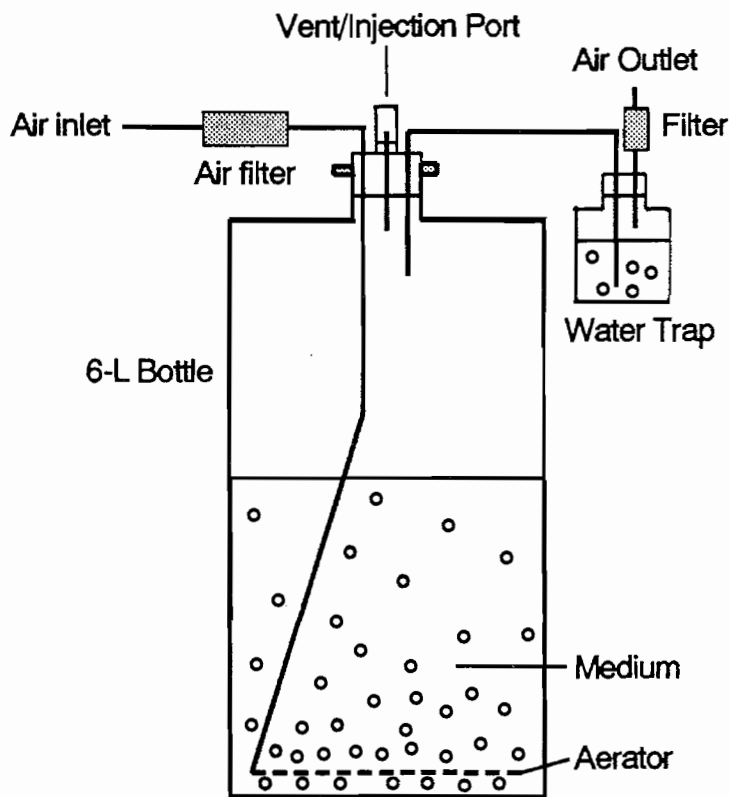 Vent/Injection Port
Air Outlet
Air inlet
Filter
Air filter
Water Trap
6-L Bottle
Medium
Aerator